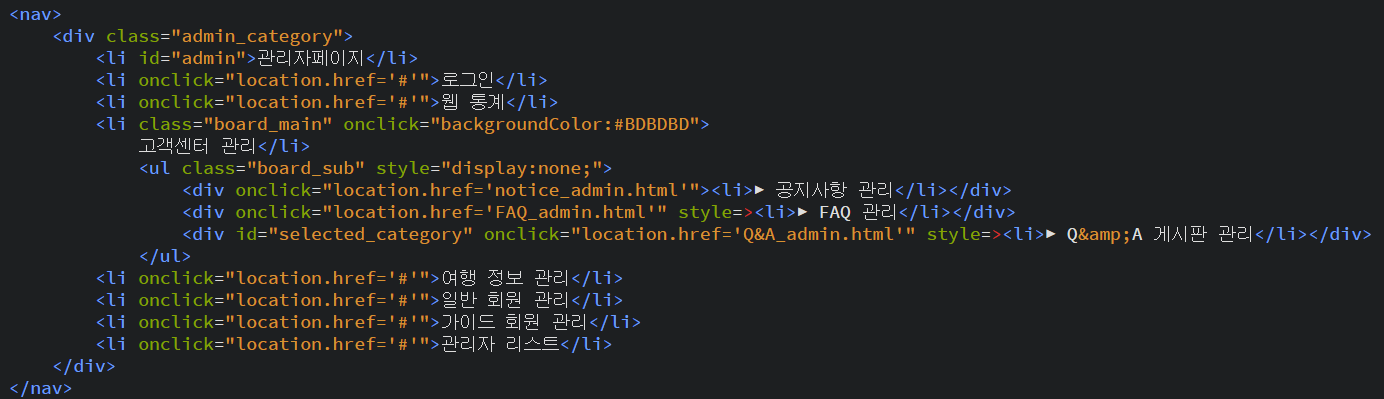 <nav>
<div class="admin_category">
<li id="admin">관리자페이지</li>
<li onclick="location.href='#'">로그인</li>
<li onclick="location.href='#'">웹 통계</li>
<li class="board_main" onclick="backgroundColor:#BDBDBD">
고객센터 관리</li>
<ul class="board_sub" style="display:none;">
<div onclick="location.href='notice_admin.html'"><li>▶ 공지사항 관리</li></div>
<div onclick="location.href='FAQ_admin.html'" style=><li>▶ FAQ 관리</li></div>
<div id="selected_category" onclick="location.href='Q&A_admin.html'" style=><li>▶ Q&amp;A 게시판 관리</li></div>
</ul>
<li onclick="location.href='#'">여행 정보 관리</li>
<li onclick="location.href='#'">일반 회원 관리</li>
<li onclick="location.href='#'">가이드 회원 관리</li>
<li onclick="location.href='#'">관리자 리스트</li>
</div>
</nav>